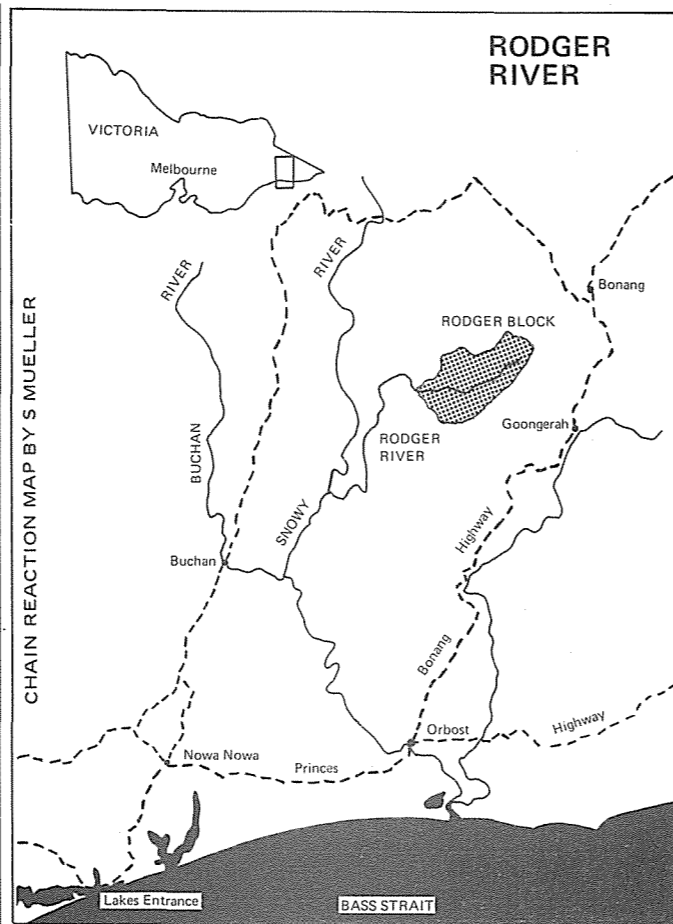 RODGER
RIVER
VICTORIA
Melbourne
RIVER
RIVER
Bonang
RODGER BLOCK
Goongerah
RODGER
RIVER
BUCHAN
SNOWY
Highway
Buchan
Bonang
Orbost
Highway
Nowa Nowa
Princes
Lakes Entrance
BASS STRAIT
CHAIN REACTION MAP BY S MUELLER